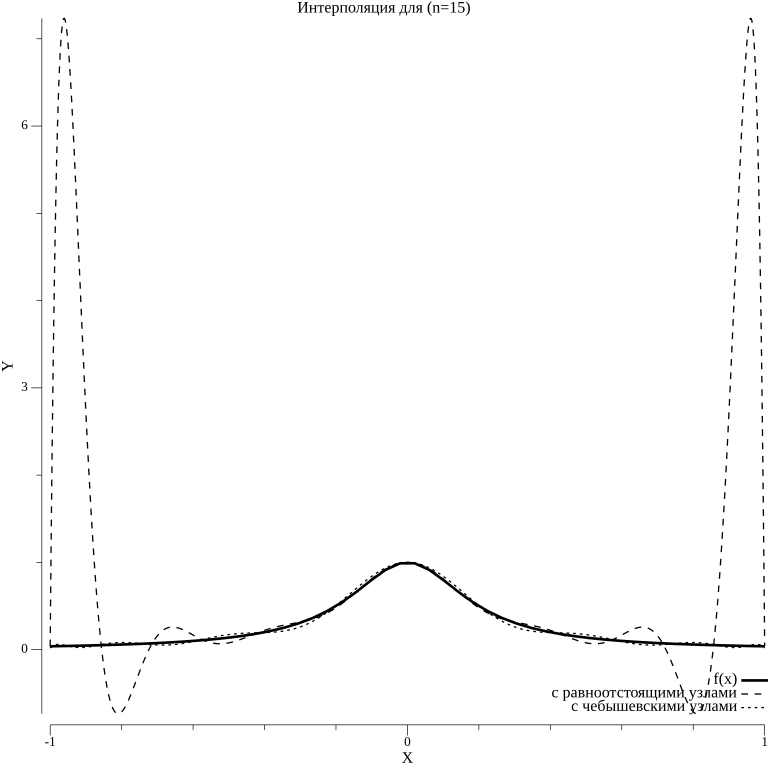 Интерполяция для (n=15)
Y
6
3
0
f(x)
с равноотстоящими узлами
с чебышевскими узлами
-1
0
1
X